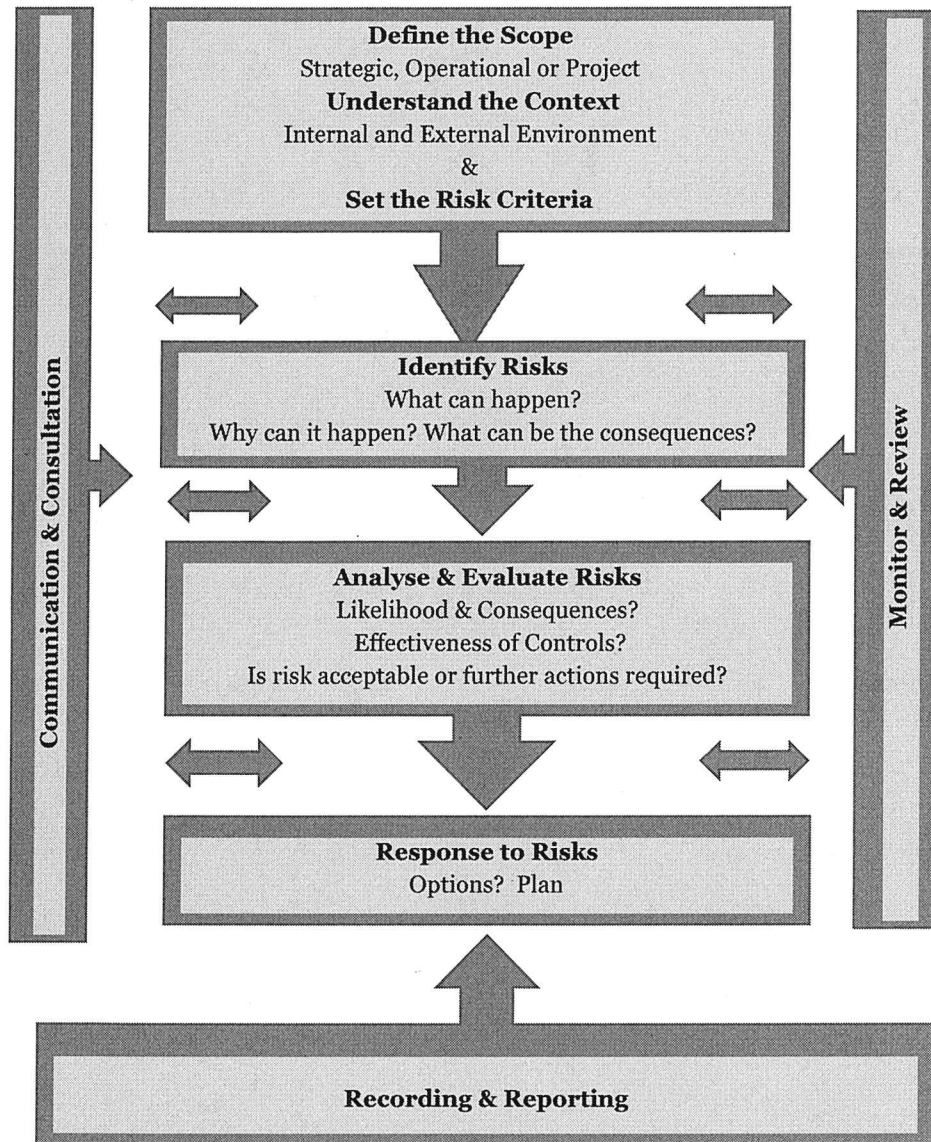 Define the Scope
Strategic, Operational or Project
Understand the Context
Internal and External Environment
&
Set the Risk Criteria
Communication & Consultation
Identify Risks
What can happen?
Why can it happen? What can be the consequences?
Monitor & Review
Analyse & Evaluate Risks
Likelihood & Consequences?
Effectiveness of Controls?
Is risk acceptable or further actions required?
Response to Risks
Options? Plan
Recording & Reporting